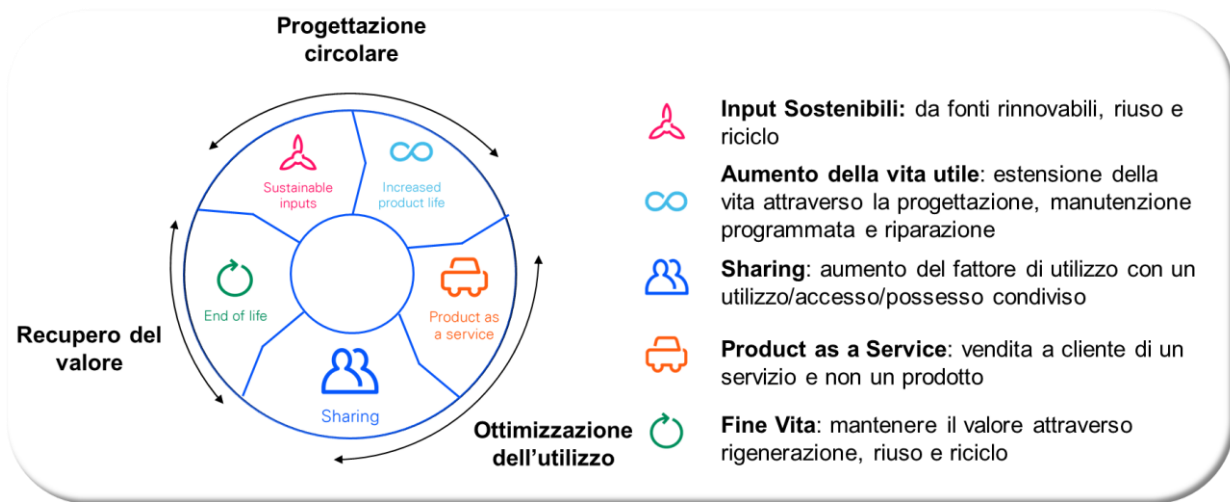 Progettazione
circolare
Sustainable
inputs
Increased
product life
End of life
Product as
a service
Sharing
Recupero del
valore
Ottimizzazione
dell'utilizzo
Input Sostenibili: da fonti rinnovabili, riuso e
riciclo
Aumento della vita utile: estensione della
vita attraverso la progettazione, manutenzione
programmata e riparazione
Sharing: aumento del fattore di utilizzo con un
utilizzo/accesso/possesso condiviso
Product as a Service: vendita a cliente di un
servizio e non un prodotto
Fine Vita: mantenere il valore attraverso
rigenerazione, riuso e riciclo